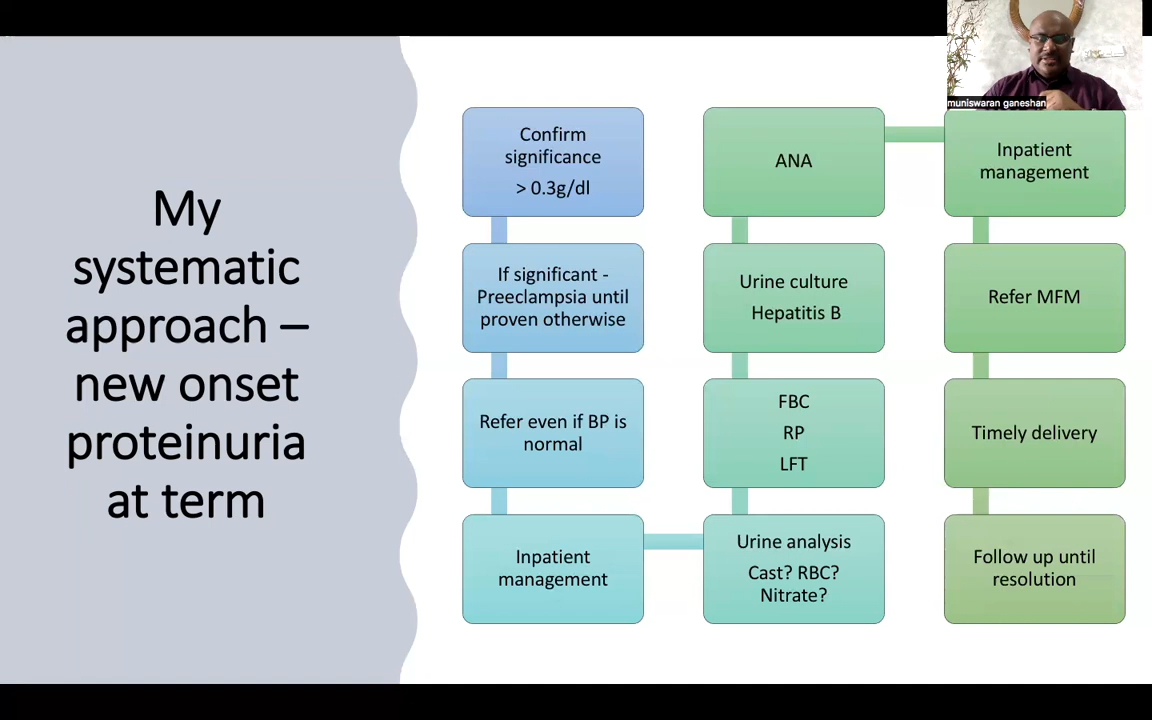 My
systematic
approach –
new onset
proteinuria
at term
Confirm
significance
> 0.3g/dl
If significant -
Preeclampsia until
proven otherwise
Refer even if BP is
normal
Inpatient
management
Urine analysis
Cast? RBC?
Nitrate?
FBC
RP
LFT
Urine culture
Hepatitis B
ANA
Inpatient
management
Refer MFM
Timely delivery
Follow up until
resolution
muniswaran ganeshan